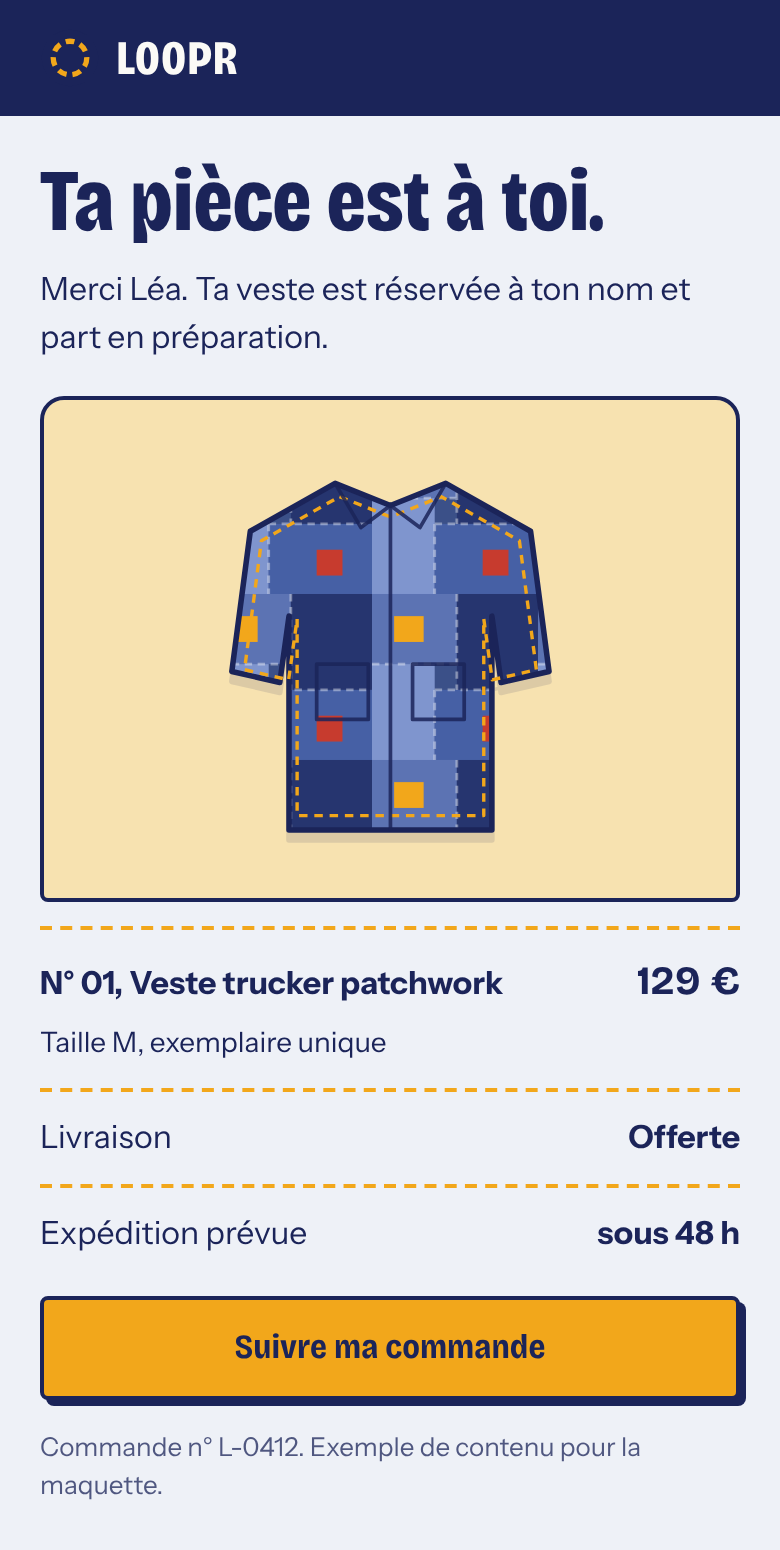 LOOPR
Ta pièce est à toi.
Merci Léa. Ta veste est réservée à ton nom et
part en préparation.
N° 01, Veste trucker patchwork 129 €
Taille M, exemplaire unique
Livraison Offerte
Expédition prévue sous 48 h
Suivre ma commande
Commande n° L-0412. Exemple de contenu pour la
maquette.